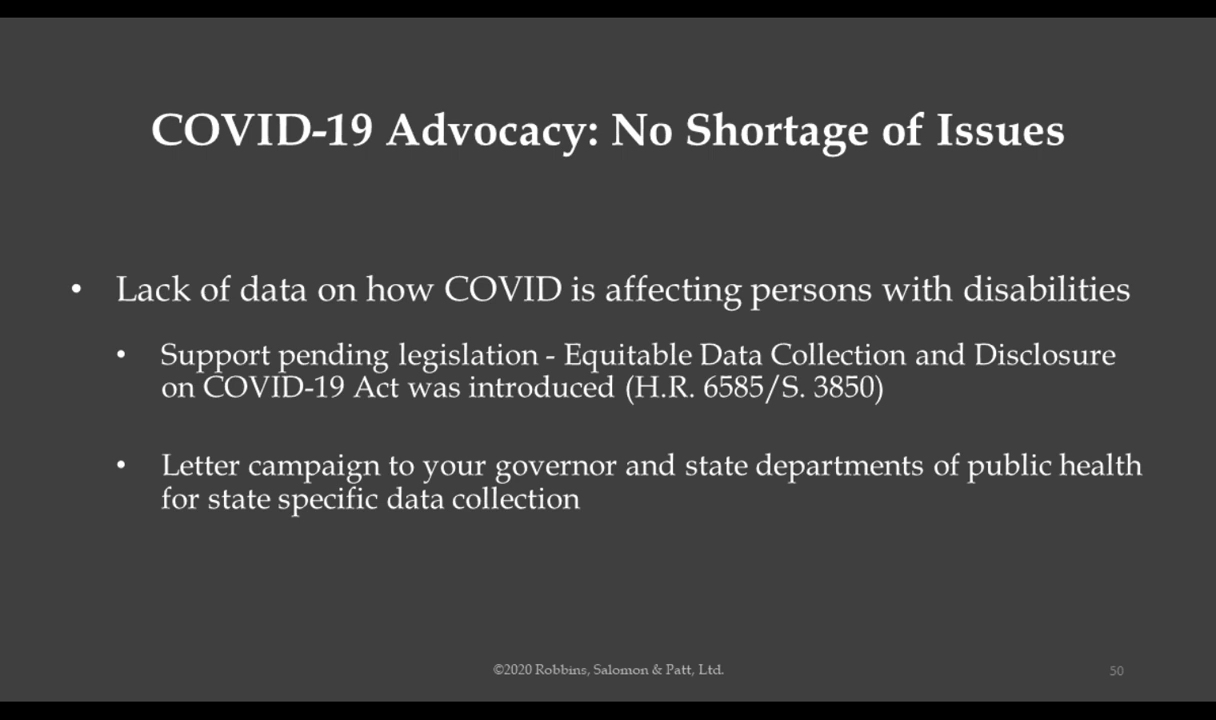 COVID-19 Advocacy: No Shortage of Issues
• Lack of data on how COVID is affecting persons with disabilities
• Support pending legislation - Equitable Data Collection and Disclosure
on COVID-19 Act was introduced (H.R. 6585/S. 3850)
• Letter campaign to your governor and state departments of public health
for state specific data collection
©2020 Robbins, Salomon & Patt, Ltd.
50